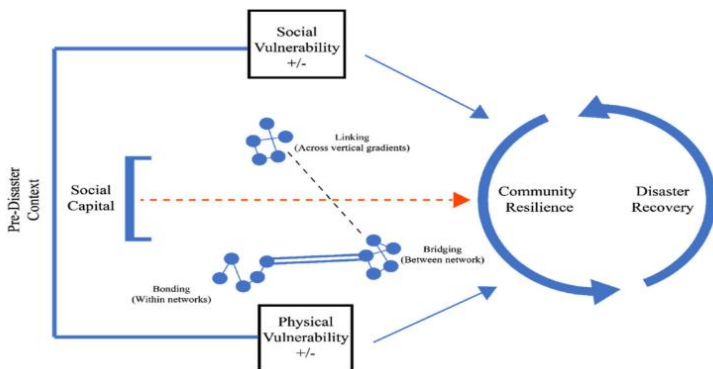 Social
Vulnerability
+/-
Pre-Disaster
Context
Linking
(Across vertical gradients)
Social
Capital
Community
Resilience
Disaster
Recovery
Bridging
(Between network)
Bonding
(Within networks)
Physical
Vulnerability
+/-